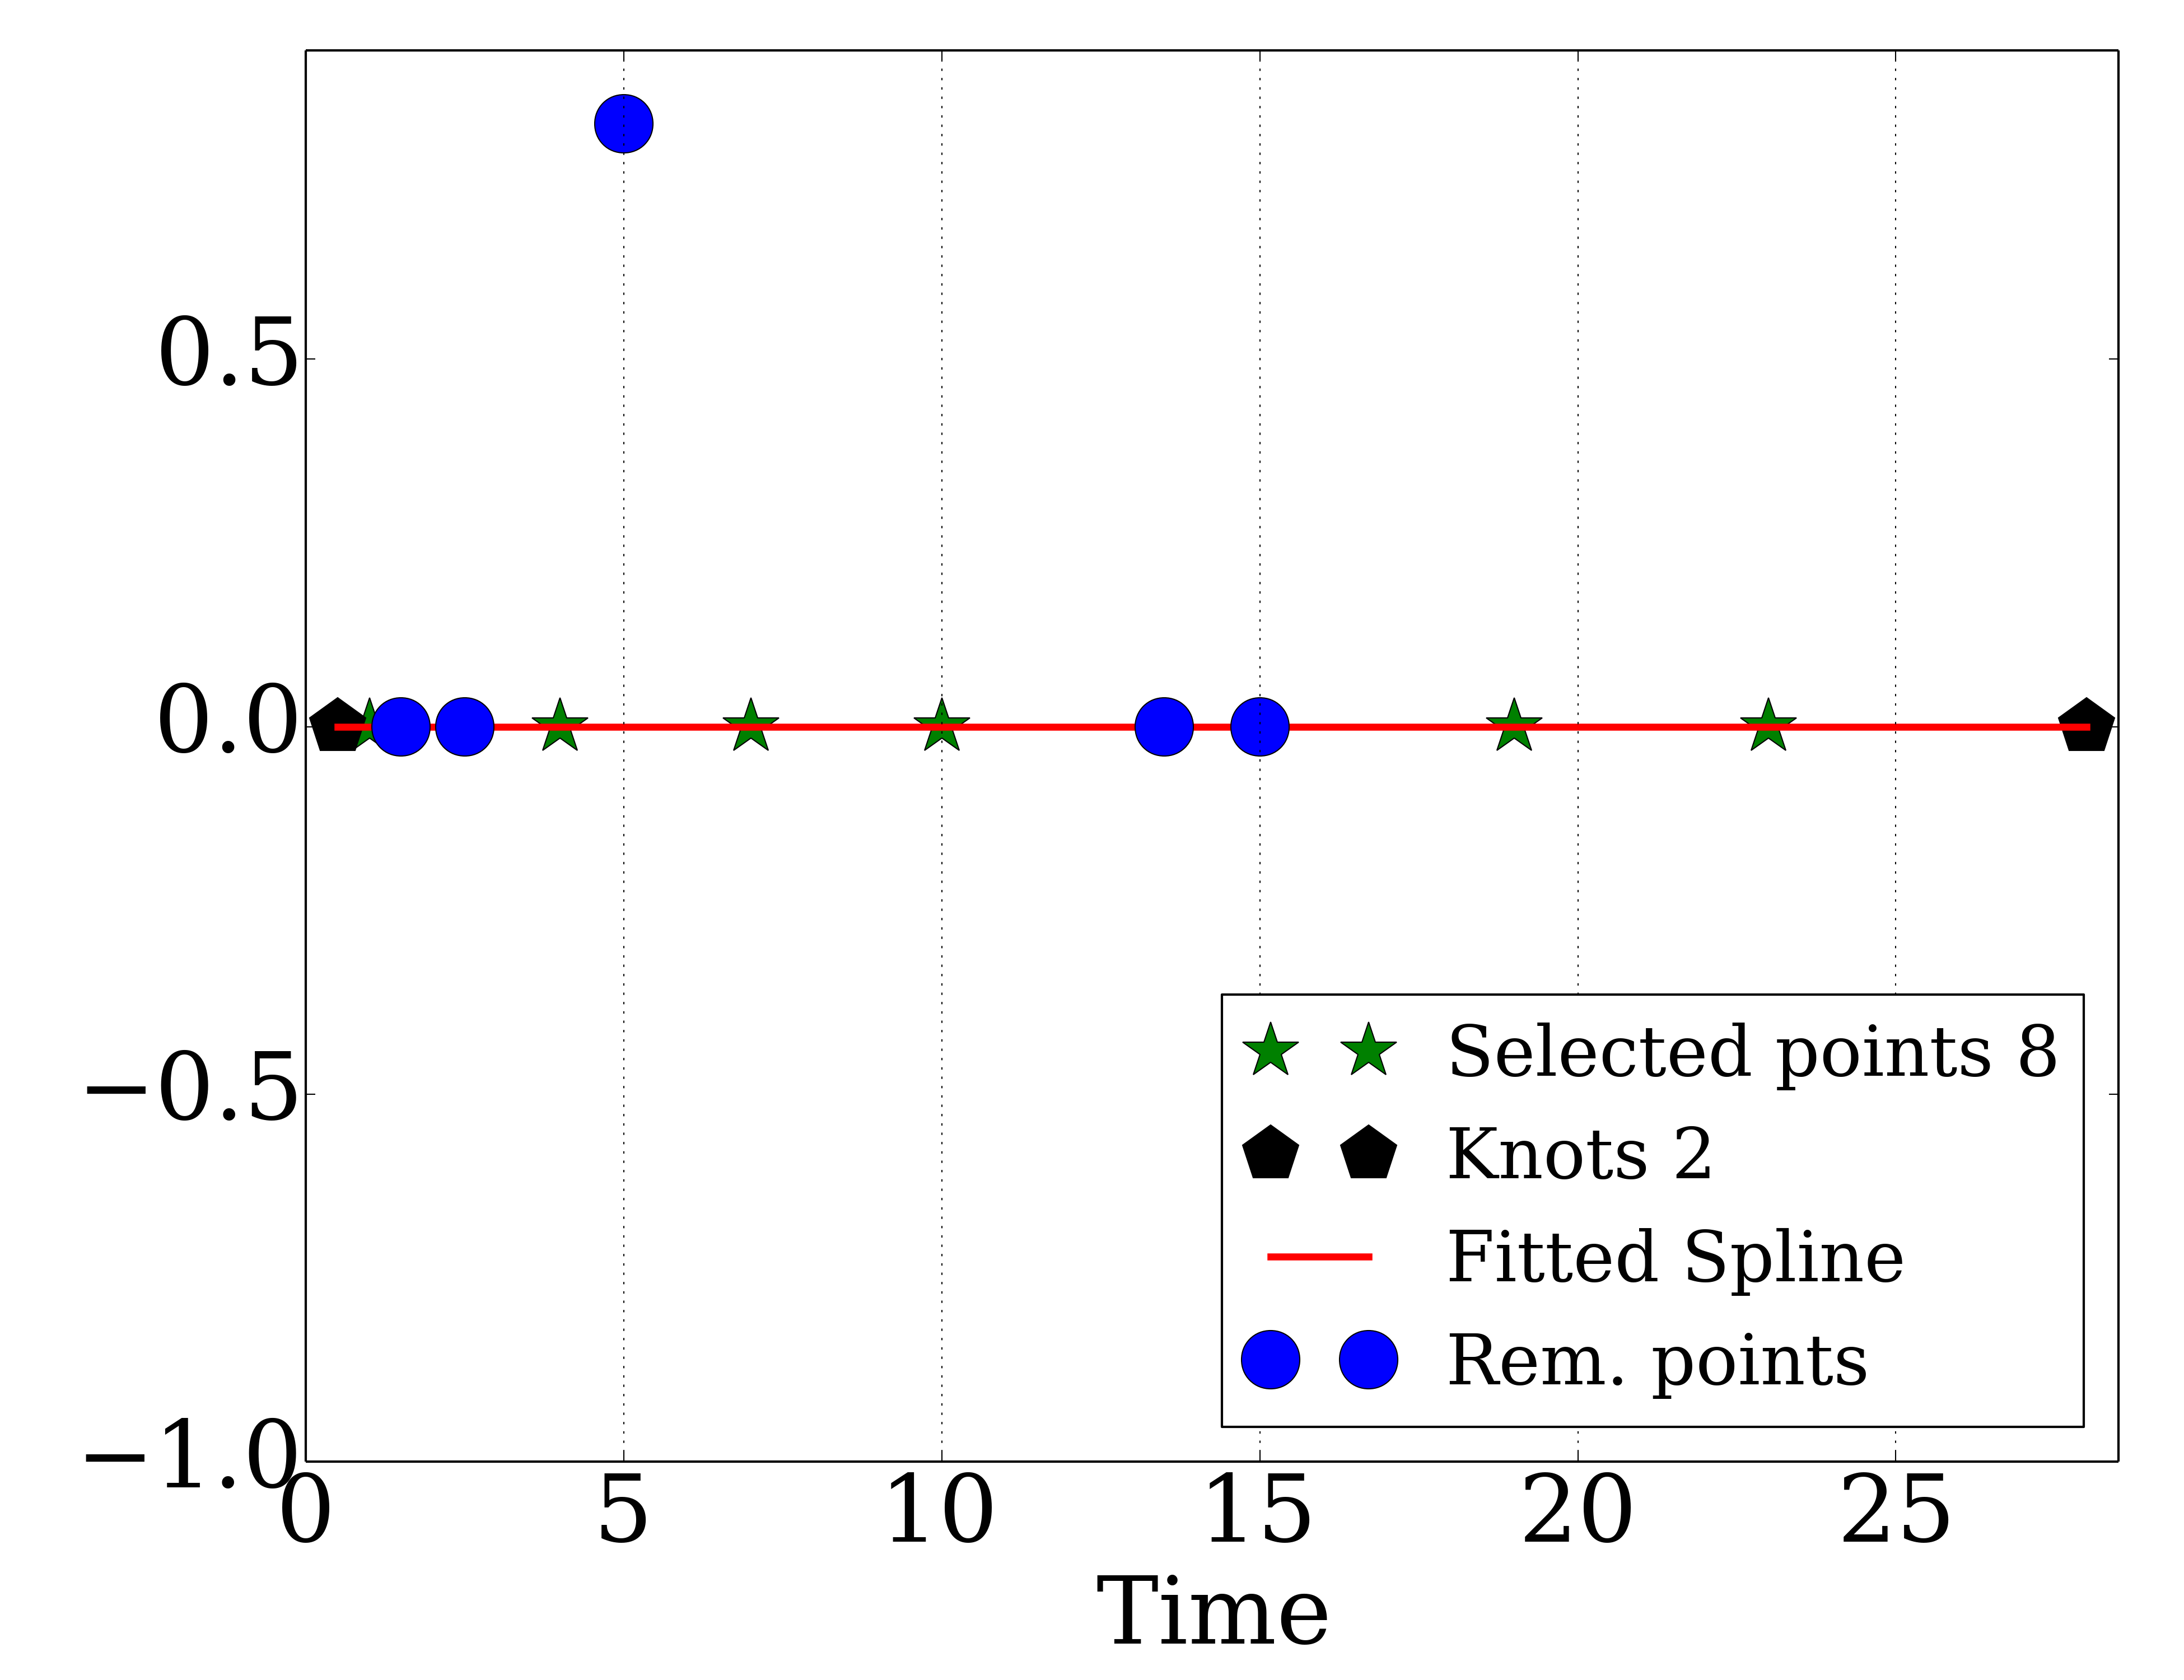 0.5
0.0
−0.5
−1.0
0 5 10 15 20 25
Time
Selected points 8
Knots 2
Fitted Spline
Rem. points